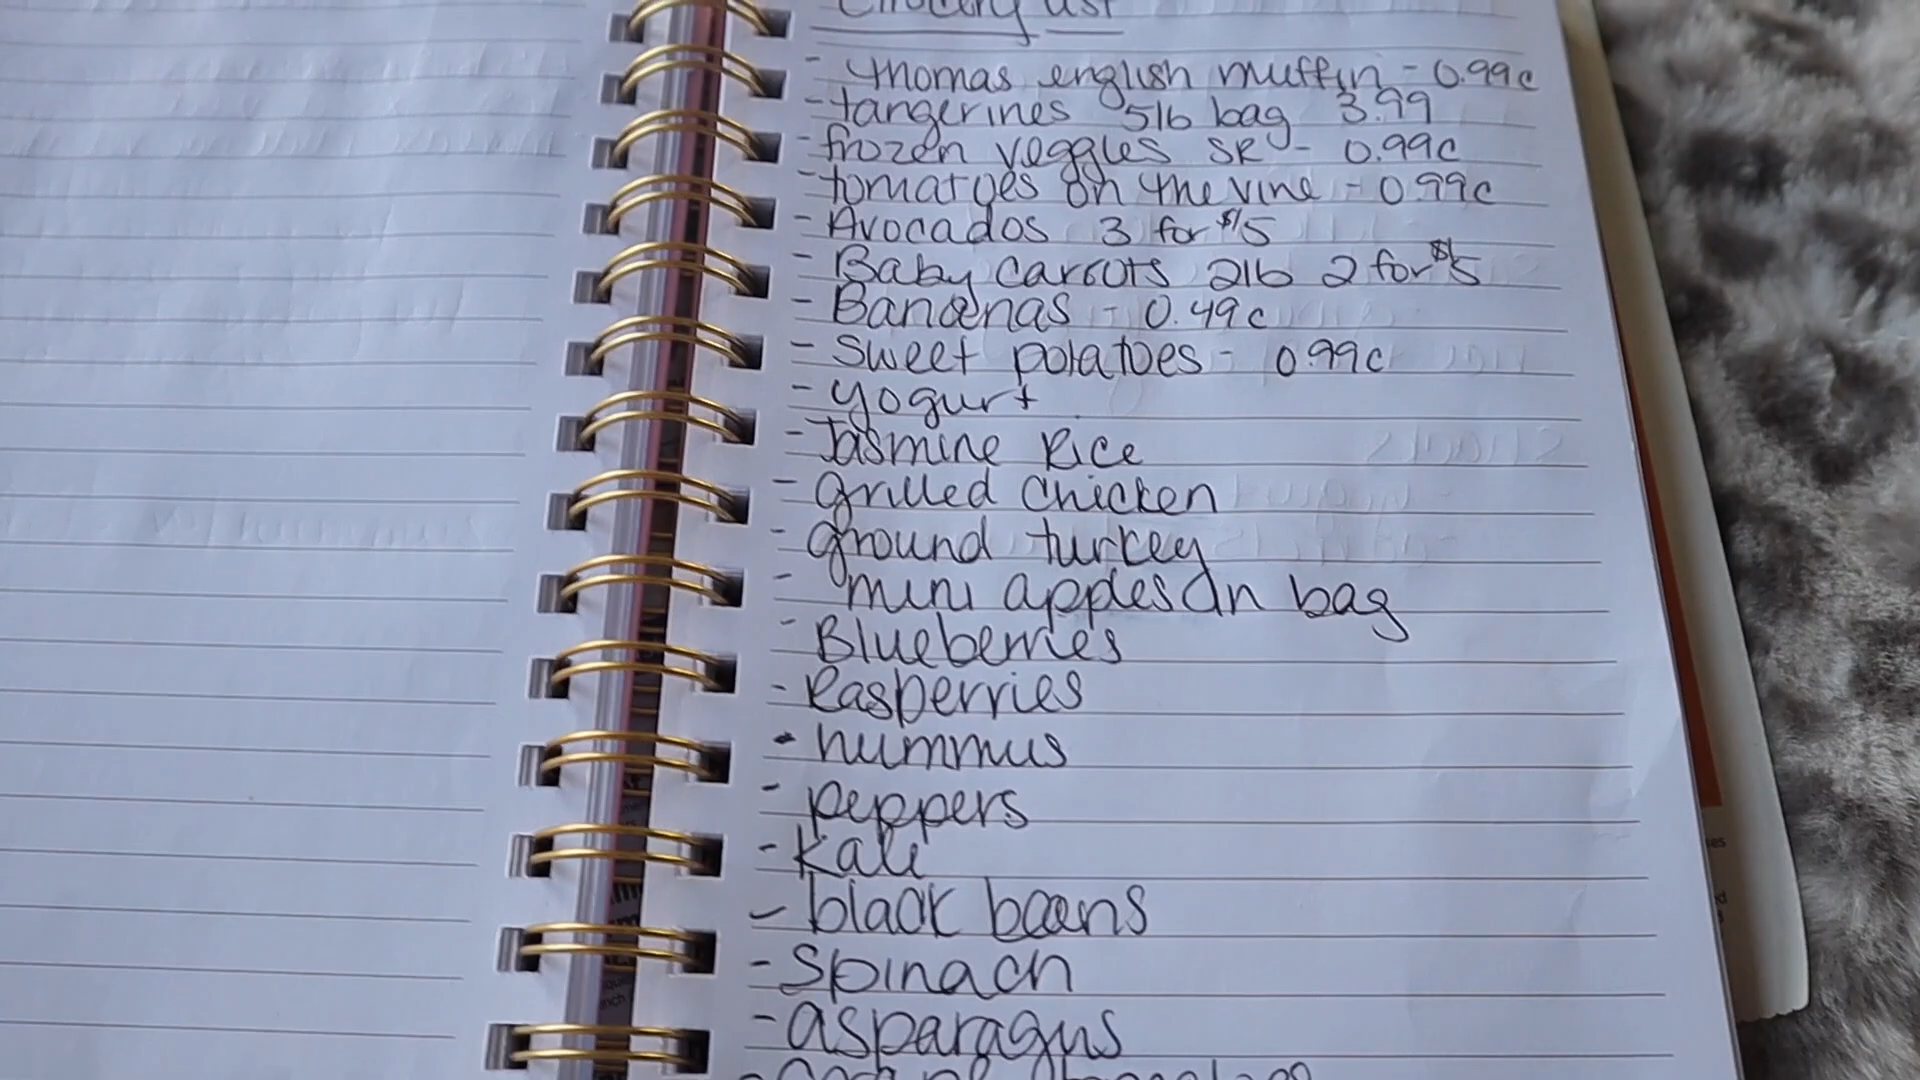 Grocery list
- Thomas english muffin - 0.99c
- tangerines 5lb bag 3.99
- frozen veggies SR - 0.99c
- tomatoes on the vine - 0.99c
- Avocados 3 for $5
- Baby carrots 2lb 2 for $5
- Bananas - 0.49c
- Sweet potatoes - 0.99c
- yogurt
- Jasmine Rice
- grilled chicken
- ground turkey
- mini apples in bag
- Blueberries
- Rasperries
- hummus
- peppers
- Kale
- black beans
- Spinach
- asparagus